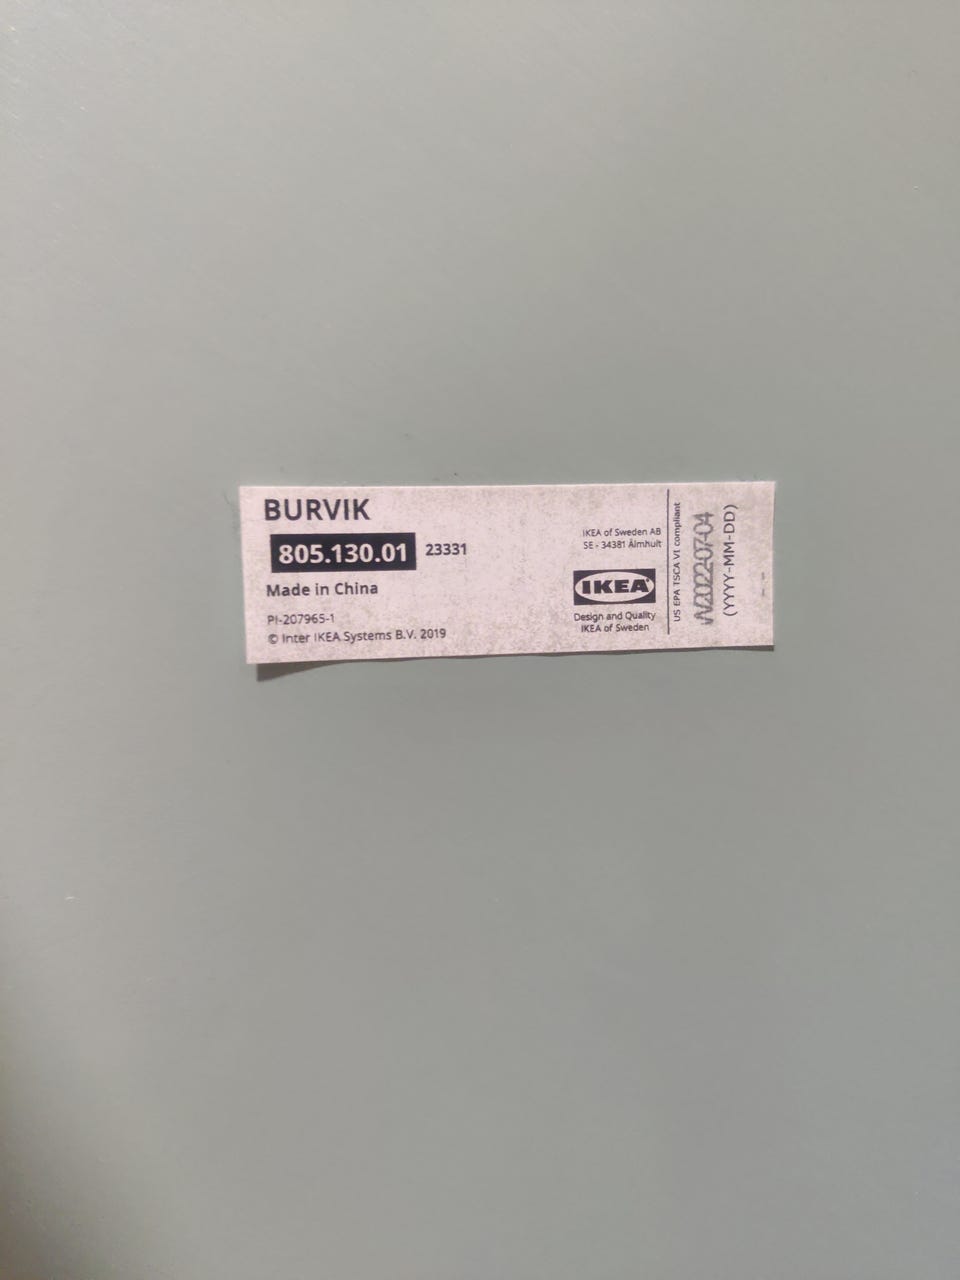 BURVIK
805.130.01 23331
Made in China
PI-207965-1
© Inter IKEA Systems B.V. 2019
IKEA of Sweden AB
SE - 34381 Älmhult
IKEA®
Design and Quality
IKEA of Sweden
US EPA TSCA VI compliant
2022-07-04
(YYYY-MM-DD)